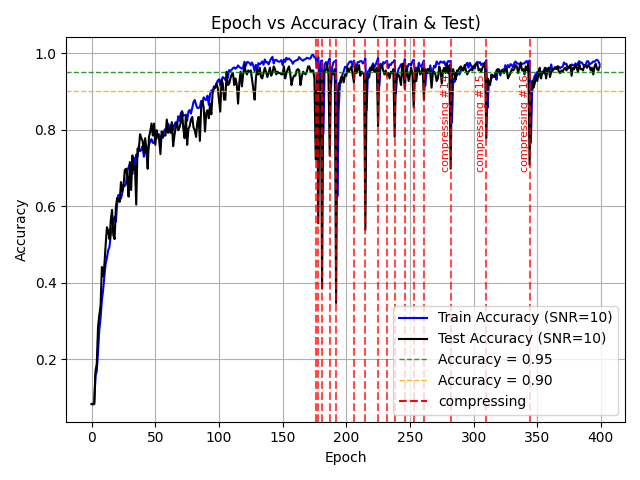 Epoch vs Accuracy (Train & Test)
1.0
0.8
0.6
0.4
0.2
Accuracy
compressing #14
compressing #15
compressing #16
Train Accuracy (SNR=10)
Test Accuracy (SNR=10)
Accuracy = 0.95
Accuracy = 0.90
compressing
0 50 100 150 200 250 300 350 400
Epoch